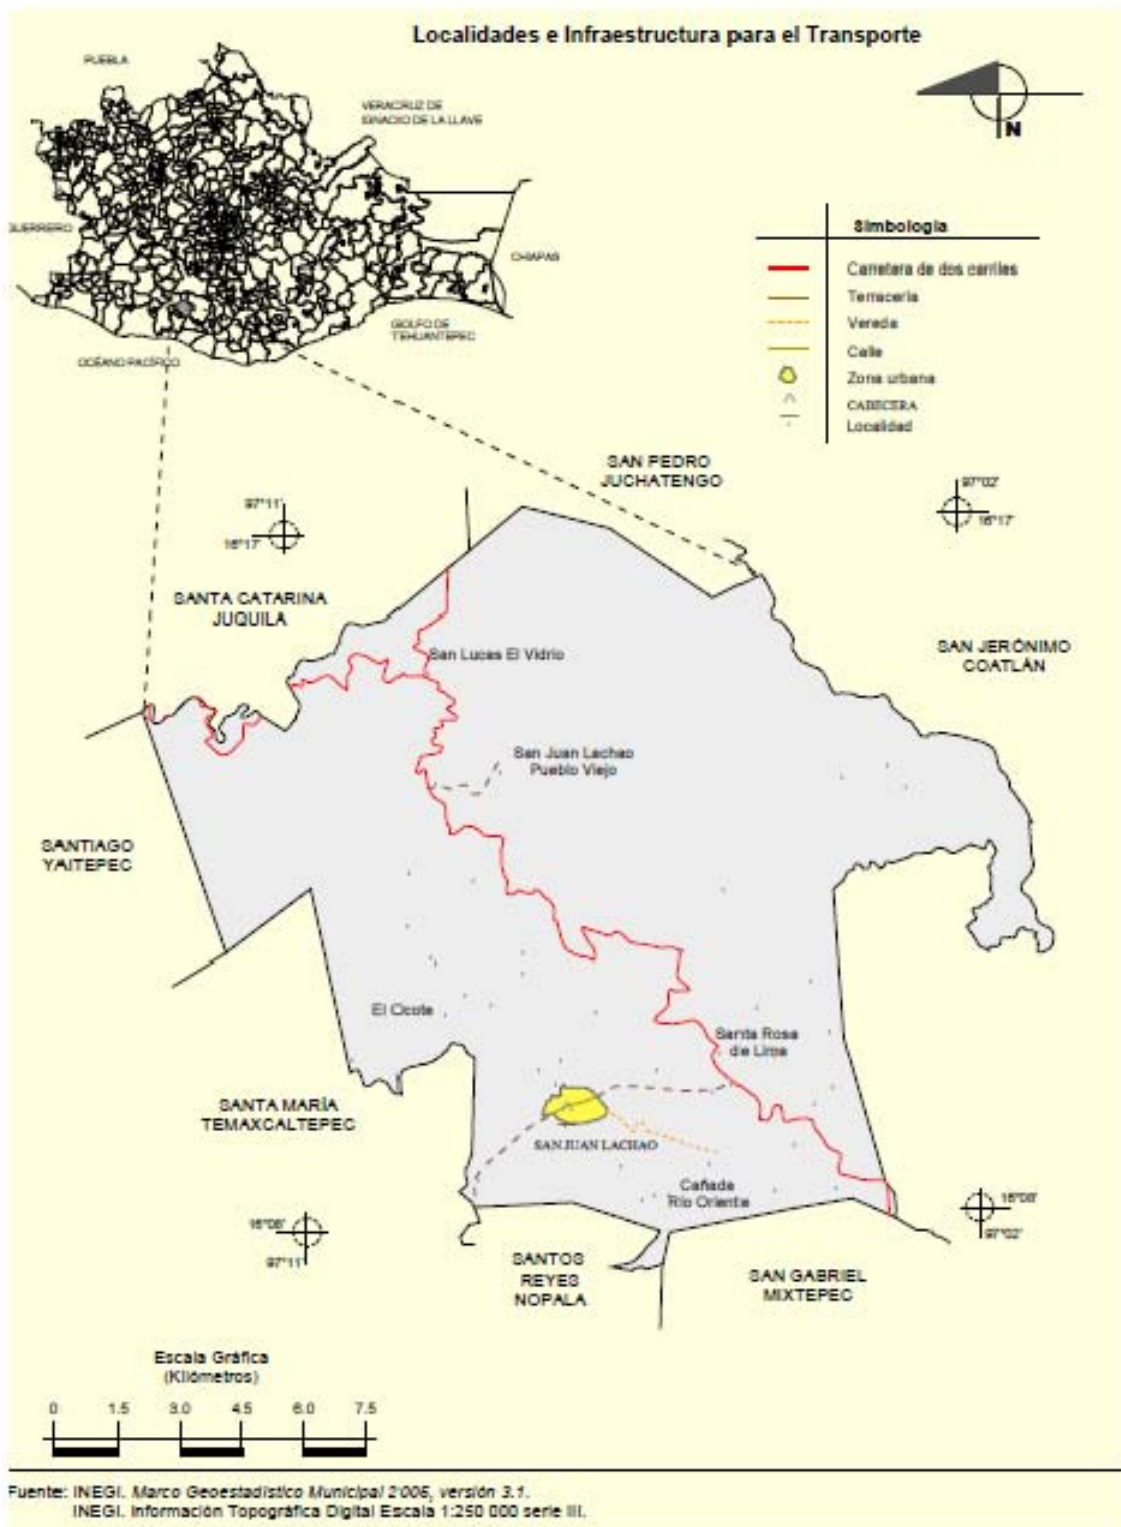 Localidades e Infraestructura para el Transporte
PUEBLA
VERACRUZ DE
IGNACIO DE LA LLAVE
GUERRERO
CHIAPAS
GOLFO DE
TEHUANTEPEC
OCÉANO PACÍFICO
N
Simbología
Carretera de dos carriles
Terracería
Vereda
Calle
Zona urbana
CABECERA
Localidad
SAN PEDRO
JUCHATENGO
97°11'
16°17'
97°02'
16°17'
SANTA CATARINA
JUQUILA
SAN JERÓNIMO
COATLÁN
San Lucas El Vidrio
San Juan Lachao
Pueblo Viejo
SANTIAGO
YAITEPEC
El Ocote
Santa Rosa
de Lima
SANTA MARÍA
TEMAXCALTEPEC
SAN JUAN LACHAO
Cañada
Río Oriente
16°08'
97°11'
16°08'
97°02'
SANTOS
REYES
NOPALA
SAN GABRIEL
MIXTEPEC
Escala Gráfica
(Kilómetros)
0 1.5 3.0 4.5 6.0 7.5
Fuente: INEGI. Marco Geoestadístico Municipal 2005, versión 3.1.
INEGI. Información Topográfica Digital Escala 1:250 000 serie III.